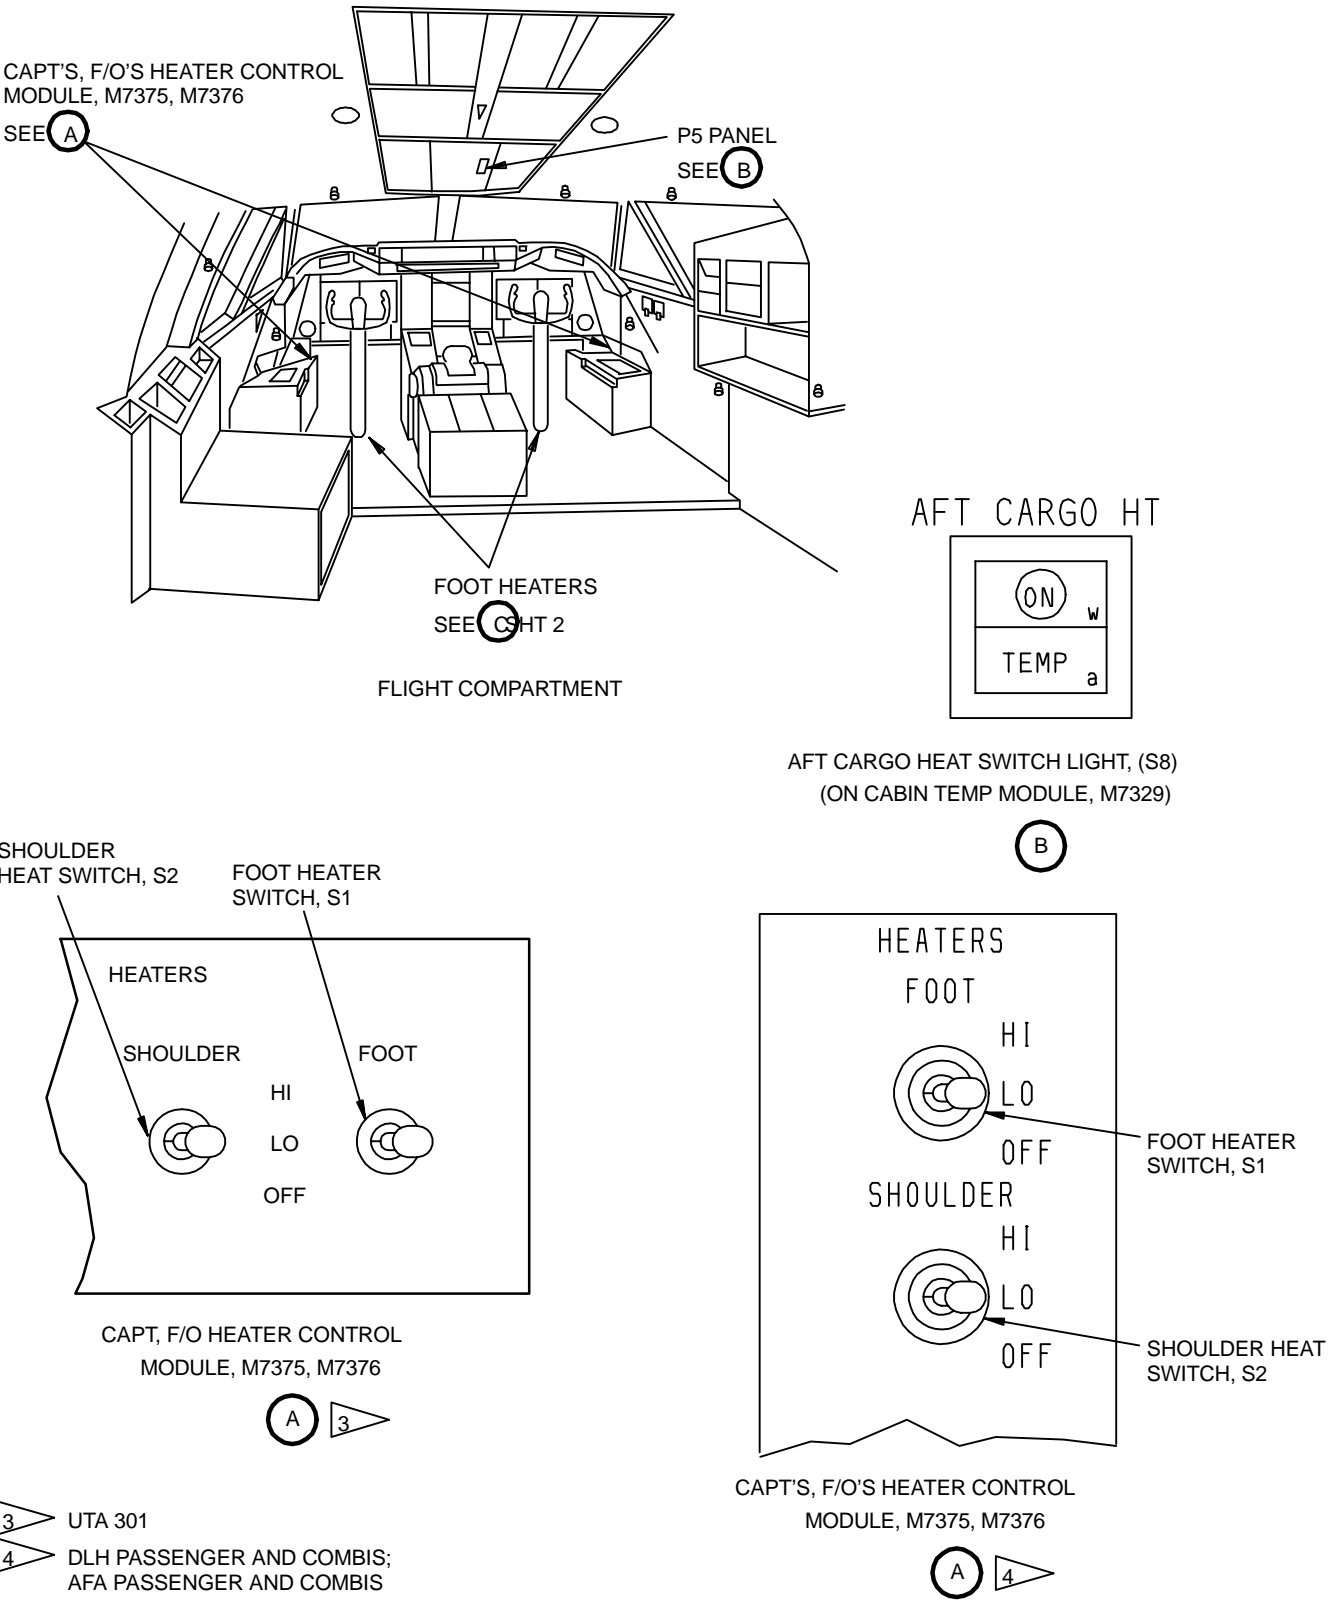 CAPT'S, F/O'S HEATER CONTROL
MODULE, M7375, M7376
SEE A
P5 PANEL
SEE B
FOOT HEATERS
SEE C SHT 2
FLIGHT COMPARTMENT
AFT CARGO HT
ON
W
TEMP
a
AFT CARGO HEAT SWITCH LIGHT, (S8)
(ON CABIN TEMP MODULE, M7329)
B
SHOULDER
HEAT SWITCH, S2
FOOT HEATER
SWITCH, S1
HEATERS
SHOULDER
FOOT
HI
LO
OFF
CAPT, F/O HEATER CONTROL
MODULE, M7375, M7376
A 3
HEATERS
FOOT
HI
LO
OFF
FOOT HEATER
SWITCH, S1
SHOULDER
HI
LO
OFF
SHOULDER HEAT
SWITCH, S2
CAPT'S, F/O'S HEATER CONTROL
MODULE, M7375, M7376
A 4
3 UTA 301
4 DLH PASSENGER AND COMBIS;
AFA PASSENGER AND COMBIS